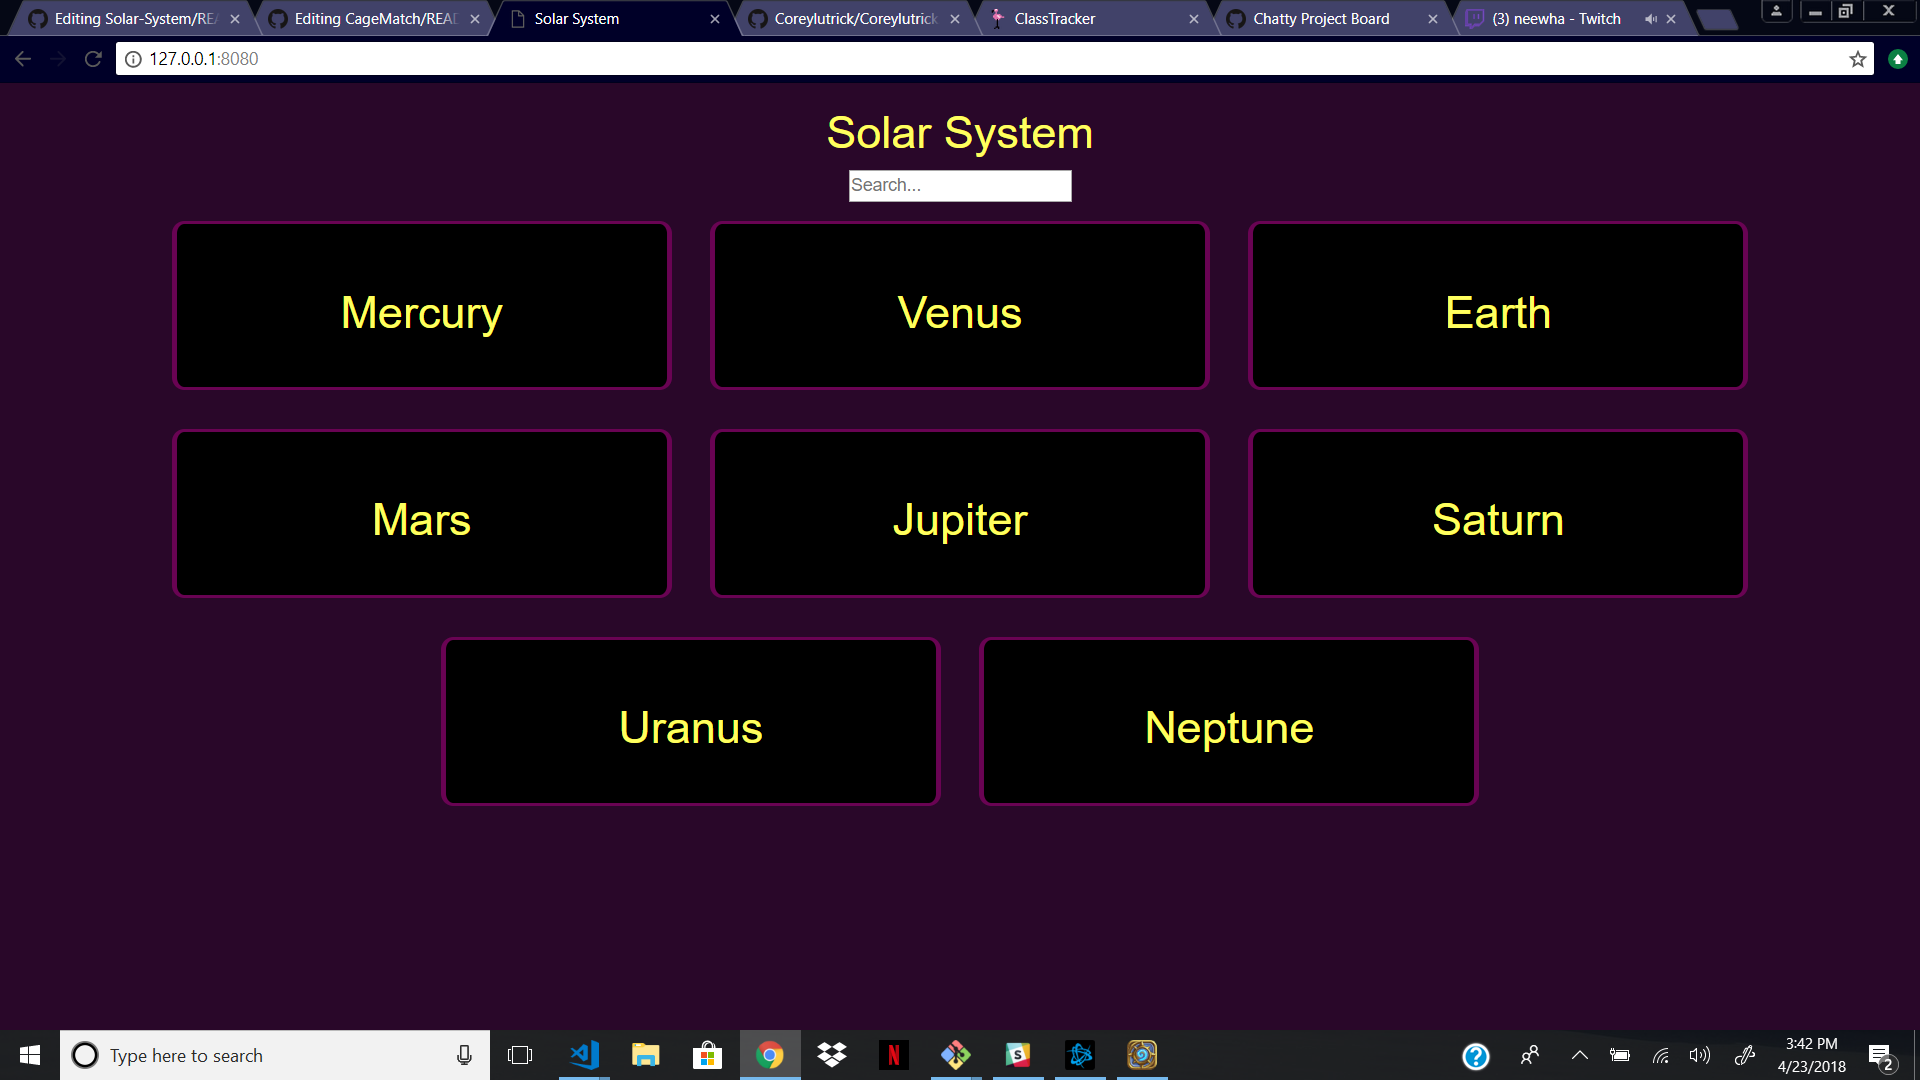 Editing Solar-System/REA
Editing CageMatch/READ
Solar System
Coreylutrick/Coreylutrick
ClassTracker
Chatty Project Board
(3) neewha - Twitch
127.0.0.1:8080
Solar System
Search...
Mercury
Venus
Earth
Mars
Jupiter
Saturn
Uranus
Neptune
Type here to search
N
S
?
3:42 PM
4/23/2018
2